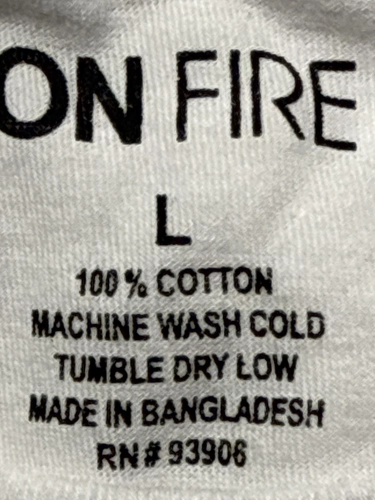 ON FIRE
L
100% COTTON
MACHINE WASH COLD
TUMBLE DRY LOW
MADE IN BANGLADESH
RN# 93906